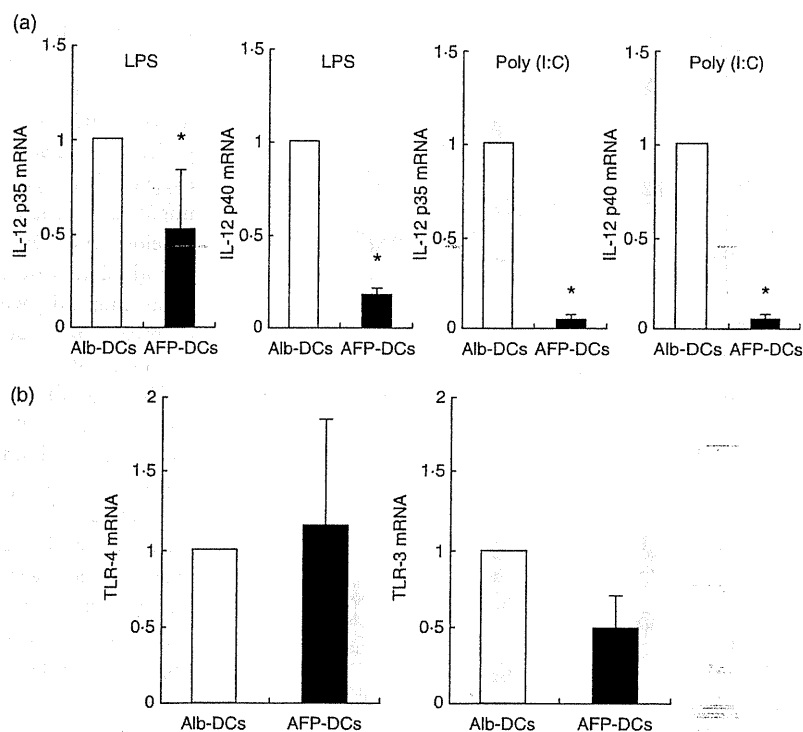 (a)
LPS
LPS
Poly (I:C)
Poly (I:C)
IL-12 p35 mRNA
1·5
1
0·5
0
*
Alb-DCs AFP-DCs
IL-12 p40 mRNA
1·5
1
0·5
0
*
Alb-DCs AFP-DCs
IL-12 p35 mRNA
1·5
1
0·5
0
*
Alb-DCs AFP-DCs
IL-12 p40 mRNA
1·5
1
0·5
0
*
Alb-DCs AFP-DCs
(b)
TLR-4 mRNA
2
1·5
1
0·5
0
Alb-DCs AFP-DCs
TLR-3 mRNA
2
1·5
1
0·5
0
Alb-DCs AFP-DCs